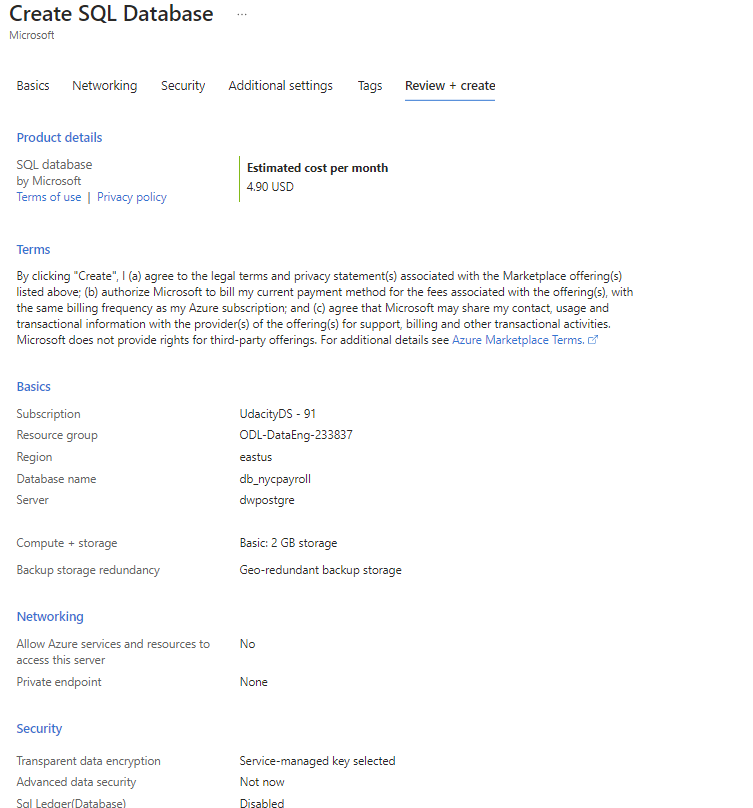 Create SQL Database ...
Microsoft
Basics Networking Security Additional settings Tags Review + create
Product details
SQL database
by Microsoft
Terms of use | Privacy policy
Estimated cost per month
4.90 USD
Terms
By clicking "Create", I (a) agree to the legal terms and privacy statement(s) associated with the Marketplace offering(s)
listed above; (b) authorize Microsoft to bill my current payment method for the fees associated with the offering(s), with
the same billing frequency as my Azure subscription; and (c) agree that Microsoft may share my contact, usage and
transactional information with the provider(s) of the offering(s) for support, billing and other transactional activities.
Microsoft does not provide rights for third-party offerings. For additional details see Azure Marketplace Terms.
Basics
Subscription UdacityDS - 91
Resource group ODL-DataEng-233837
Region eastus
Database name db_nycpayroll
Server dwpostgre
Compute + storage Basic: 2 GB storage
Backup storage redundancy Geo-redundant backup storage
Networking
Allow Azure services and resources to No
access this server
Private endpoint None
Security
Transparent data encryption Service-managed key selected
Advanced data security Not now
Sql Ledger(Database) Disabled